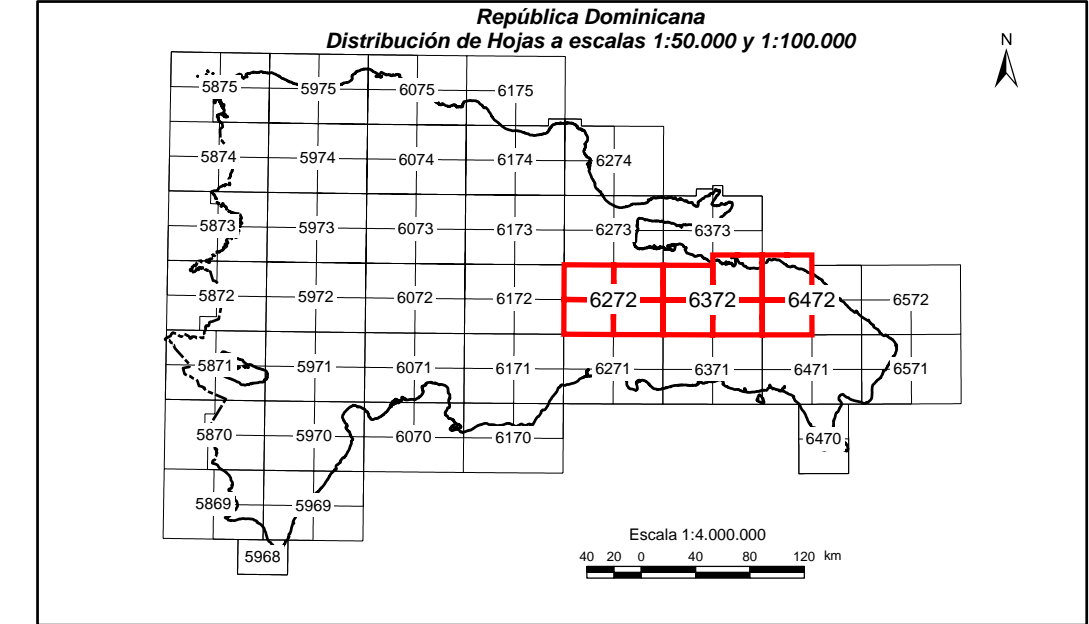 República Dominicana
Distribución de Hojas a escalas 1:50.000 y 1:100.000
N
5875 5975 6075 6175
5874 5974 6074 6174 6274
5873 5973 6073 6173 6273 6373
5872 5972 6072 6172 6272 6372 6472 6572
5871 5971 6071 6171 6271 6371 6471 6571
5870 5970 6070 6170 6470
5869 5969
5968
Escala 1:4.000.000
40 20 0 40 80 120 km